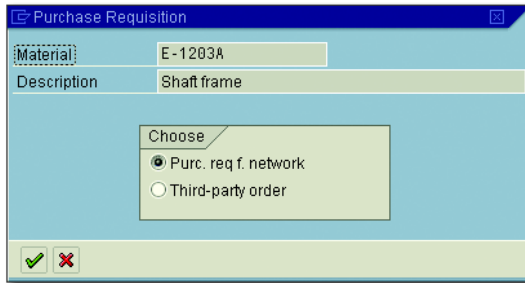 Purchase Requisition
Material E-1203A
Description Shaft frame
Choose
Purc. req f. network
Third-party order